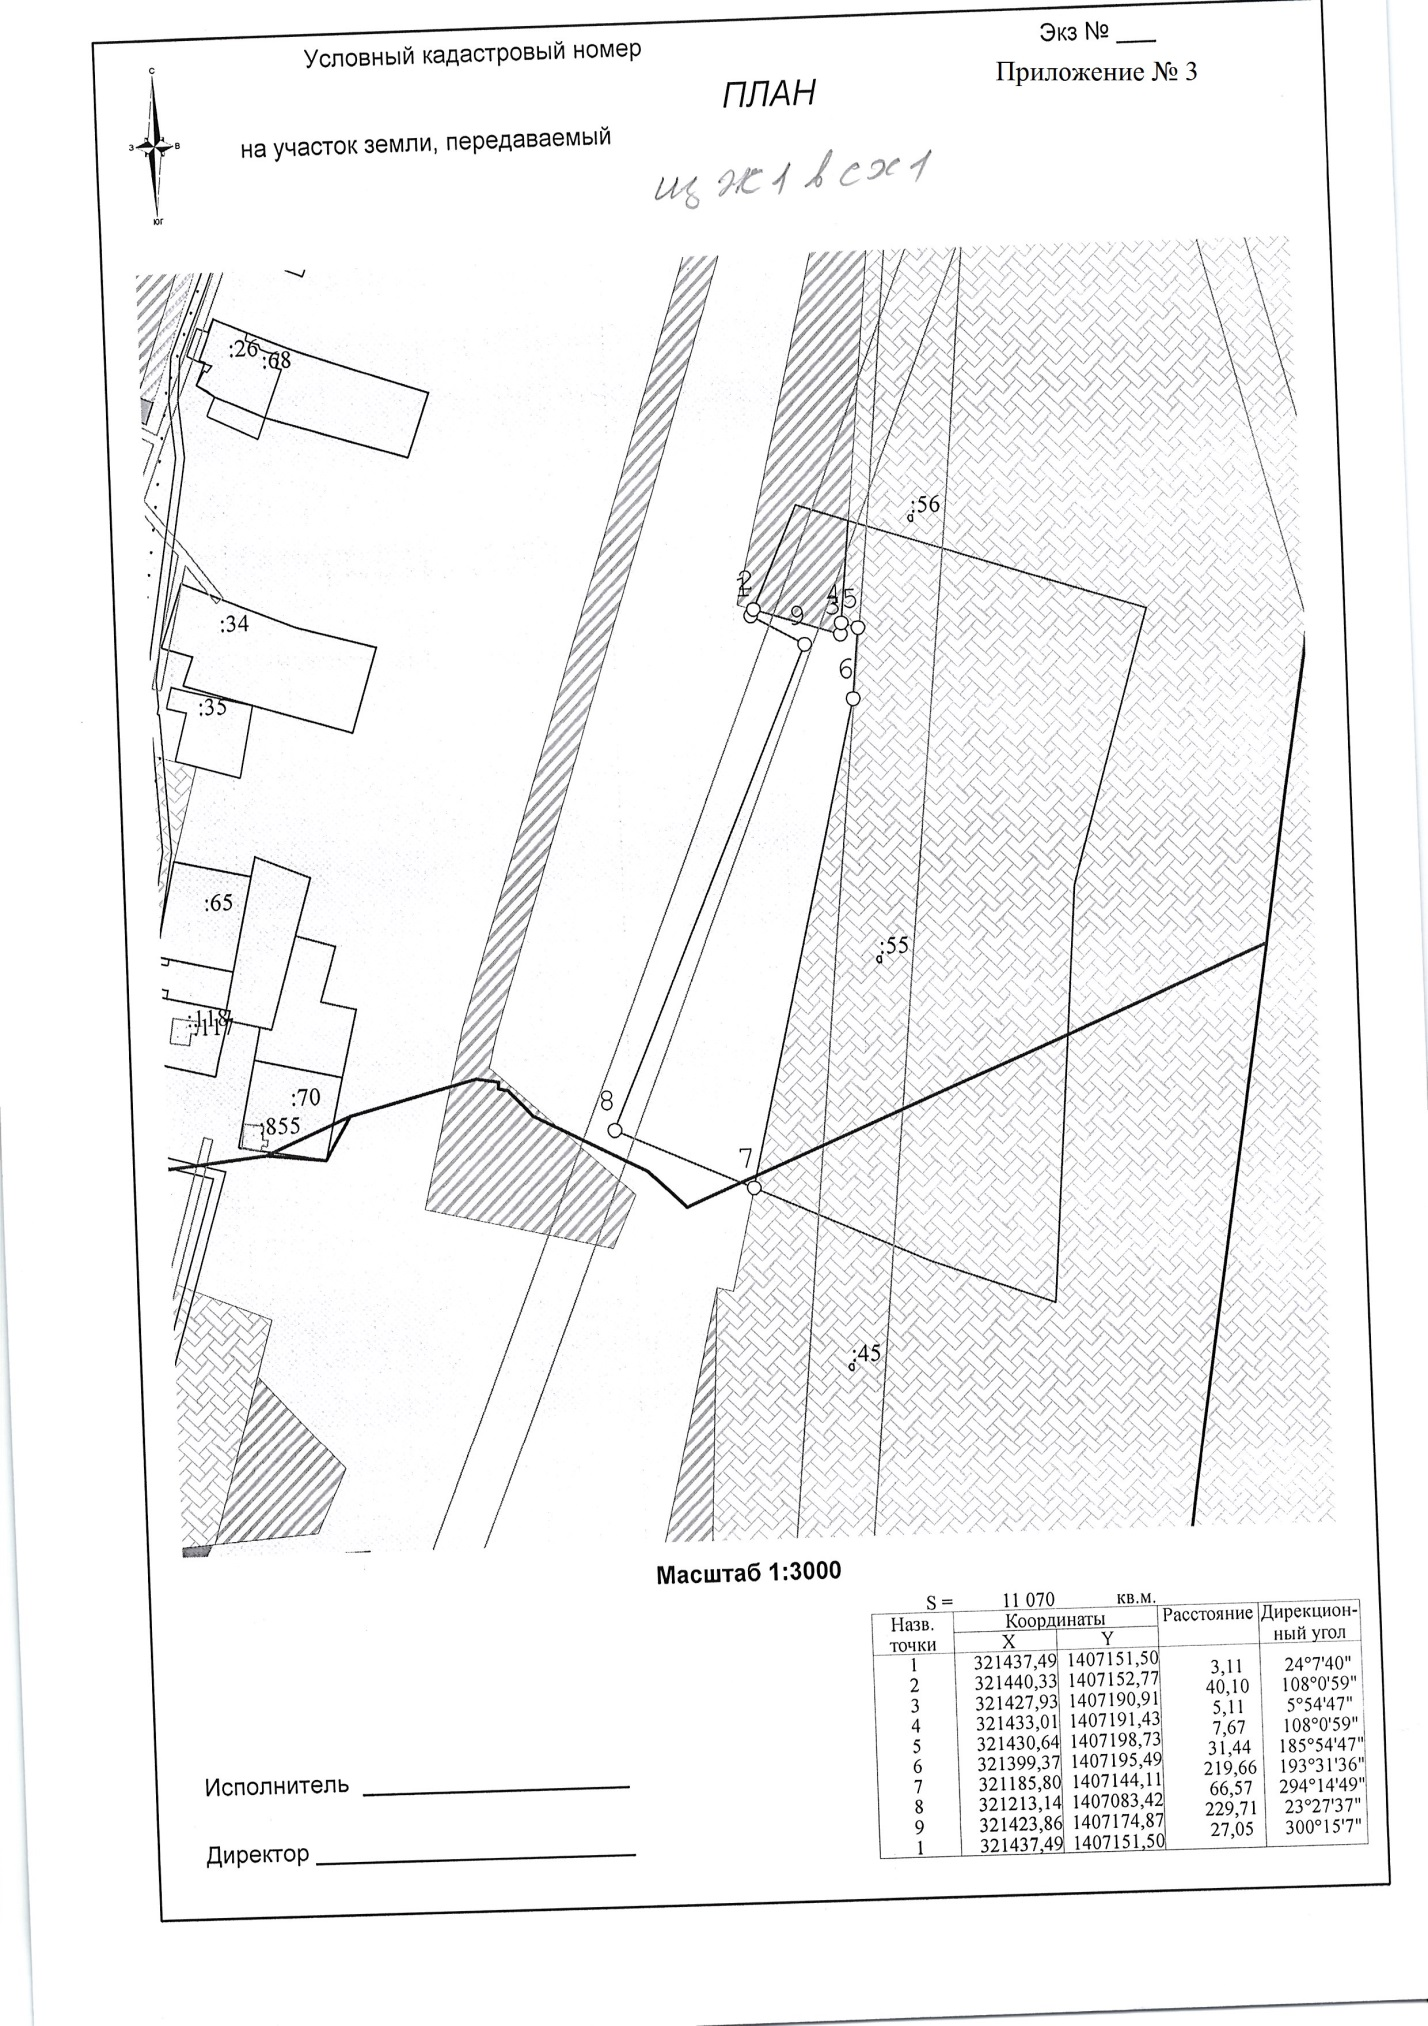 Экз № ___
Условный кадастровый номер
Приложение № 3
ПЛАН
на участок земли, передаваемый
из ж1 в сх1
С
З
В
ЮГ
:26
:68
:56
2
1
9
4
5
3
:34
6
:35
:65
:55
:118
:117
:70
8
:855
7
:45
Масштаб 1:3000
S = 11 070 кв.м.
Назв. точки Координаты X Y Расстояние Дирекцион-ный угол
1 321437,49 1407151,50 3,11 24°7'40"
2 321440,33 1407152,77 40,10 108°0'59"
3 321427,93 1407190,91 5,11 5°54'47"
4 321433,01 1407191,43 7,67 108°0'59"
5 321430,64 1407198,73 31,44 185°54'47"
6 321399,37 1407195,49 219,66 193°31'36"
7 321185,80 1407144,11 66,57 294°14'49"
8 321213,14 1407083,42 229,71 23°27'37"
9 321423,86 1407174,87 27,05 300°15'7"
1 321437,49 1407151,50
Исполнитель
Директор